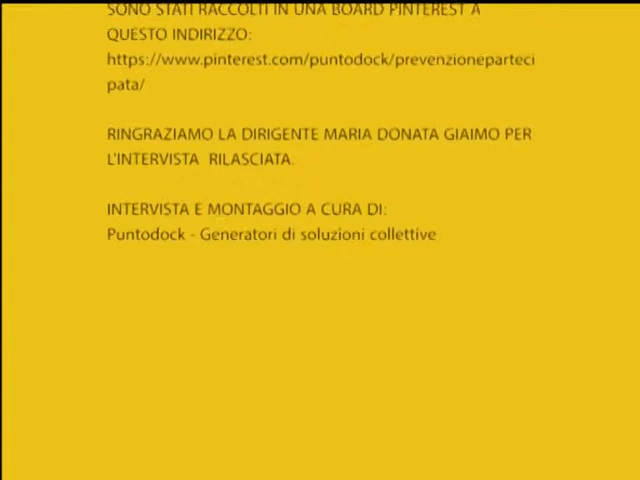 SONO STATI RACCOLTI IN UNA BOARD PINTEREST A
QUESTO INDIRIZZO:
https://www.pinterest.com/puntodock/prevenzioneparteci
pata/
RINGRAZIAMO LA DIRIGENTE MARIA DONATA GIAIMO PER
L'INTERVISTA  RILASCIATA.
INTERVISTA E MONTAGGIO A CURA DI:
Puntodock - Generatori di soluzioni collettive